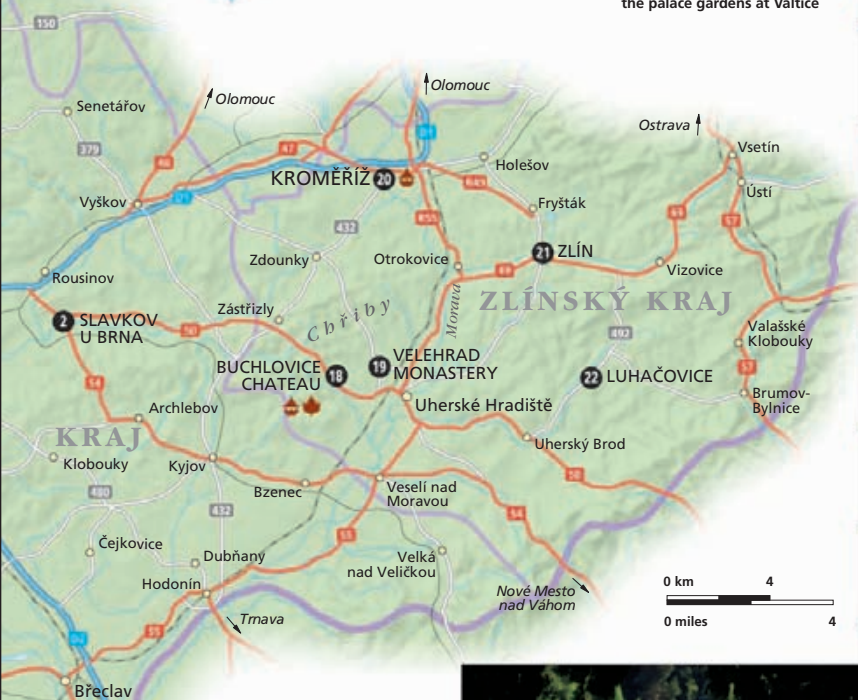 the palace gardens at Valtice
150
Olomouc
Olomouc
Senetářov
Ostrava
D1
Vsetín
379
47
Holešov
46
KROMĚŘÍŽ 20
Ústí
R49
Vyškov
D1
Fryšták
69
57
R55
432
21 ZLÍN
Zdounky
Otrokovice
Vizovice
49
Rousinov
Morava
ZLÍNSKÝ KRAJ
Zástřizly
Chřiby
2 SLAVKOV
U BRNA
50
492
Valašské
Klobouky
VELEHRAD
19 MONASTERY
BUCHLOVICE
CHATEAU 18
22 LUHAČOVICE
57
54
Brumov-
Bylnice
Archlebov
Uherské Hradiště
KRAJ
Uherský Brod
Klobouky
Kyjov
50
Bzenec
Veselí nad
Moravou
480
432
54
55
Čejkovice
Dubňany
Velká
nad Veličkou
Hodonín
Nové Mesto
nad Váhom
0 km 4
0 miles 4
Trnava
55
D2
Břeclav